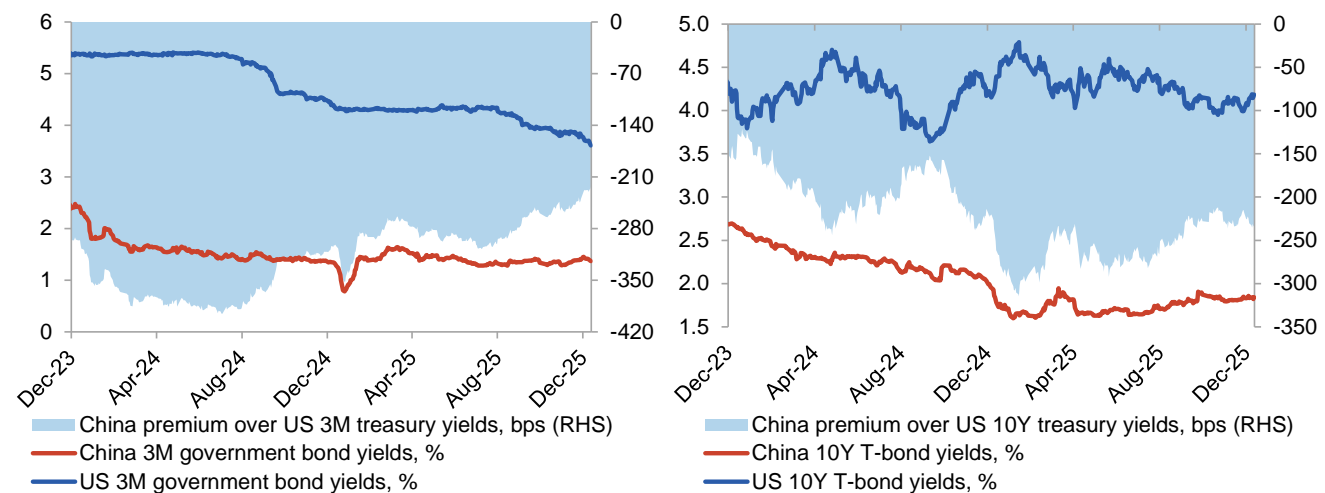 6
5
4
3
2
1
0
0
-70
-140
-210
-280
-350
-420
Dec-23
Apr-24
Aug-24
Dec-24
Apr-25
Aug-25
Dec-25
China premium over US 3M treasury yields, bps (RHS)
China 3M government bond yields, %
US 3M government bond yields, %
5.0
4.5
4.0
3.5
3.0
2.5
2.0
1.5
0
-50
-100
-150
-200
-250
-300
-350
Dec-23
Apr-24
Aug-24
Dec-24
Apr-25
Aug-25
Dec-25
China premium over US 10Y treasury yields, bps (RHS)
China 10Y T-bond yields, %
US 10Y T-bond yields, %